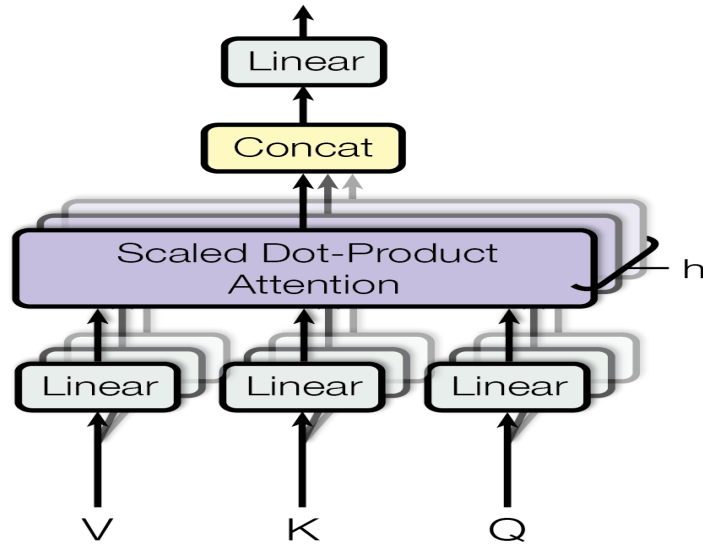 Linear
Concat
Scaled Dot-Product
Attention
h
Linear
Linear
Linear
V
K
Q